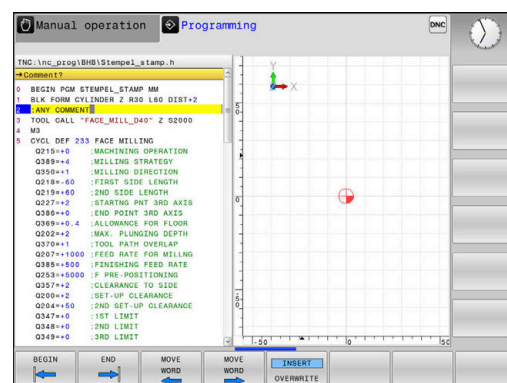 Manual operation
Programming
DNC
TNC:\nc_prog\BHB\Stempel_stamp.h
→Comment?
0 BEGIN PGM STEMPEL_STAMP MM
1 BLK FORM CYLINDER Z R30 L60 DIST+2
2 ;ANY COMMENT
3 TOOL CALL "FACE_MILL_D40" Z S2000
4 M3
5 CYCL DEF 233 FACE MILLING
Q215=+0 ;MACHINING OPERATION
Q389=+4 ;MILLING STRATEGY
Q350=+1 ;MILLING DIRECTION
Q218=-60 ;FIRST SIDE LENGTH
Q219=+60 ;2ND SIDE LENGTH
Q227=+2 ;STARTNG PNT 3RD AXIS
Q386=+0 ;END POINT 3RD AXIS
Q369=+0.4 ;ALLOWANCE FOR FLOOR
Q202=+2 ;MAX. PLUNGING DEPTH
Q370=+1 ;TOOL PATH OVERLAP
Q207=+1000 ;FEED RATE FOR MILLNG
Q385=+500 ;FINISHING FEED RATE
Q253=+5000 ;F PRE-POSITIONING
Q357=+2 ;CLEARANCE TO SIDE
Q200=+2 ;SET-UP CLEARANCE
Q204=+50 ;2ND SET-UP CLEARANCE
Q347=+0 ;1ST LIMIT
Q348=+0 ;2ND LIMIT
Q349=+0 ;3RD LIMIT
Y
X
0
-50
0
BEGIN
END
MOVE
WORD
MOVE
WORD
INSERT
OVERWRITE